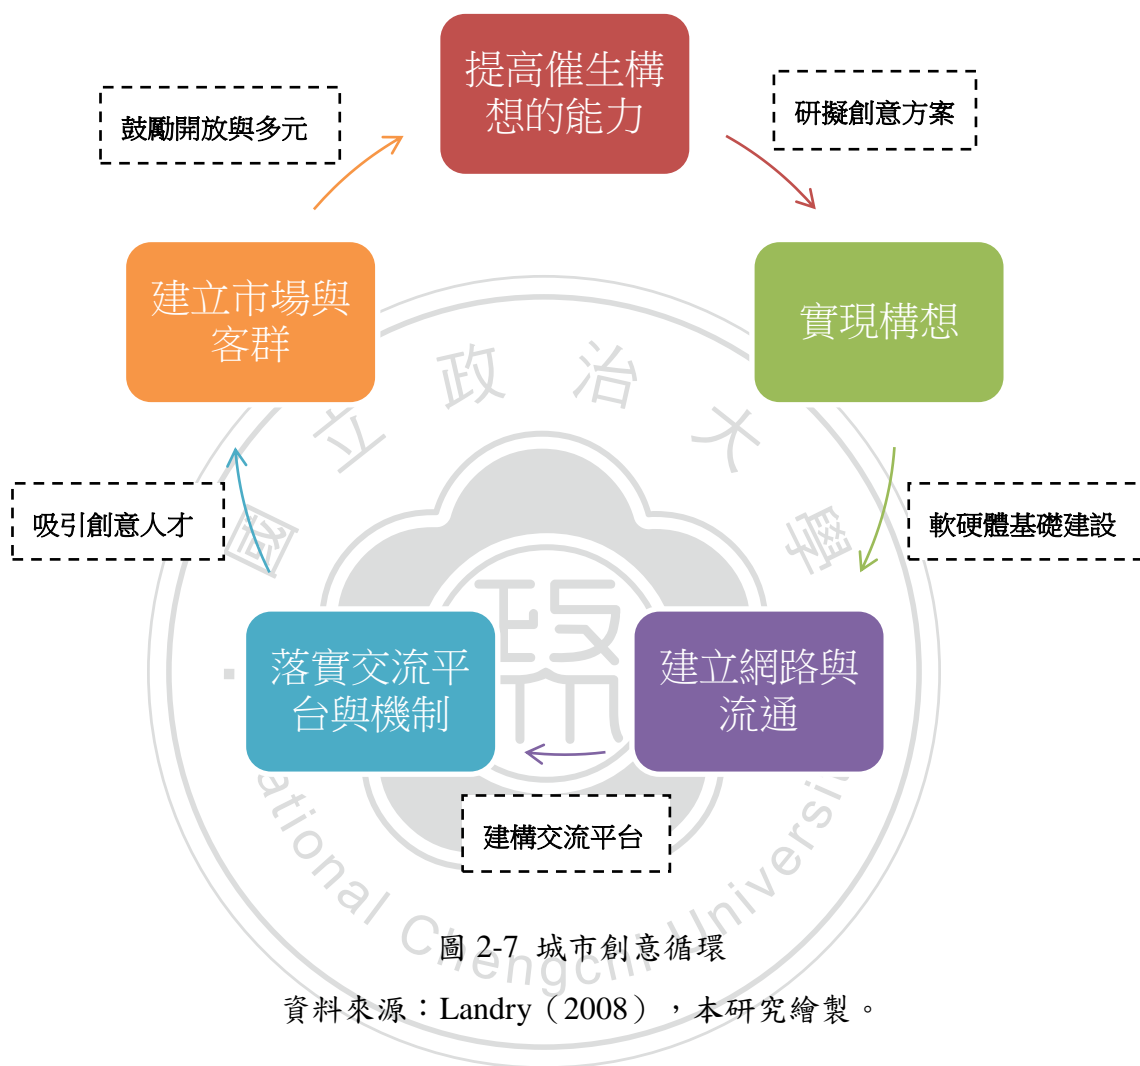 提高催生構
想的能力
鼓勵開放與多元
研擬創意方案
建立市場與
客群
實現構想
吸引創意人才
軟硬體基礎建設
落實交流平
台與機制
建立網路與
流通
建構交流平台
國立政治大學
政
National Chengchi University
圖 2-7 城市創意循環
資料來源：Landry（2008），本研究繪製。